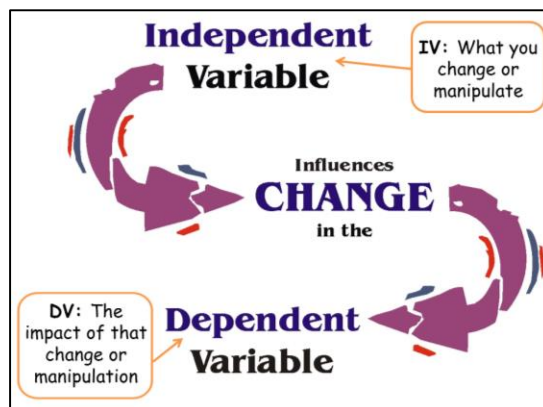 Independent
Variable
IV: What you
change or
manipulate
Influences
CHANGE
in the
DV: The
impact of that
change or
manipulation
Dependent
Variable